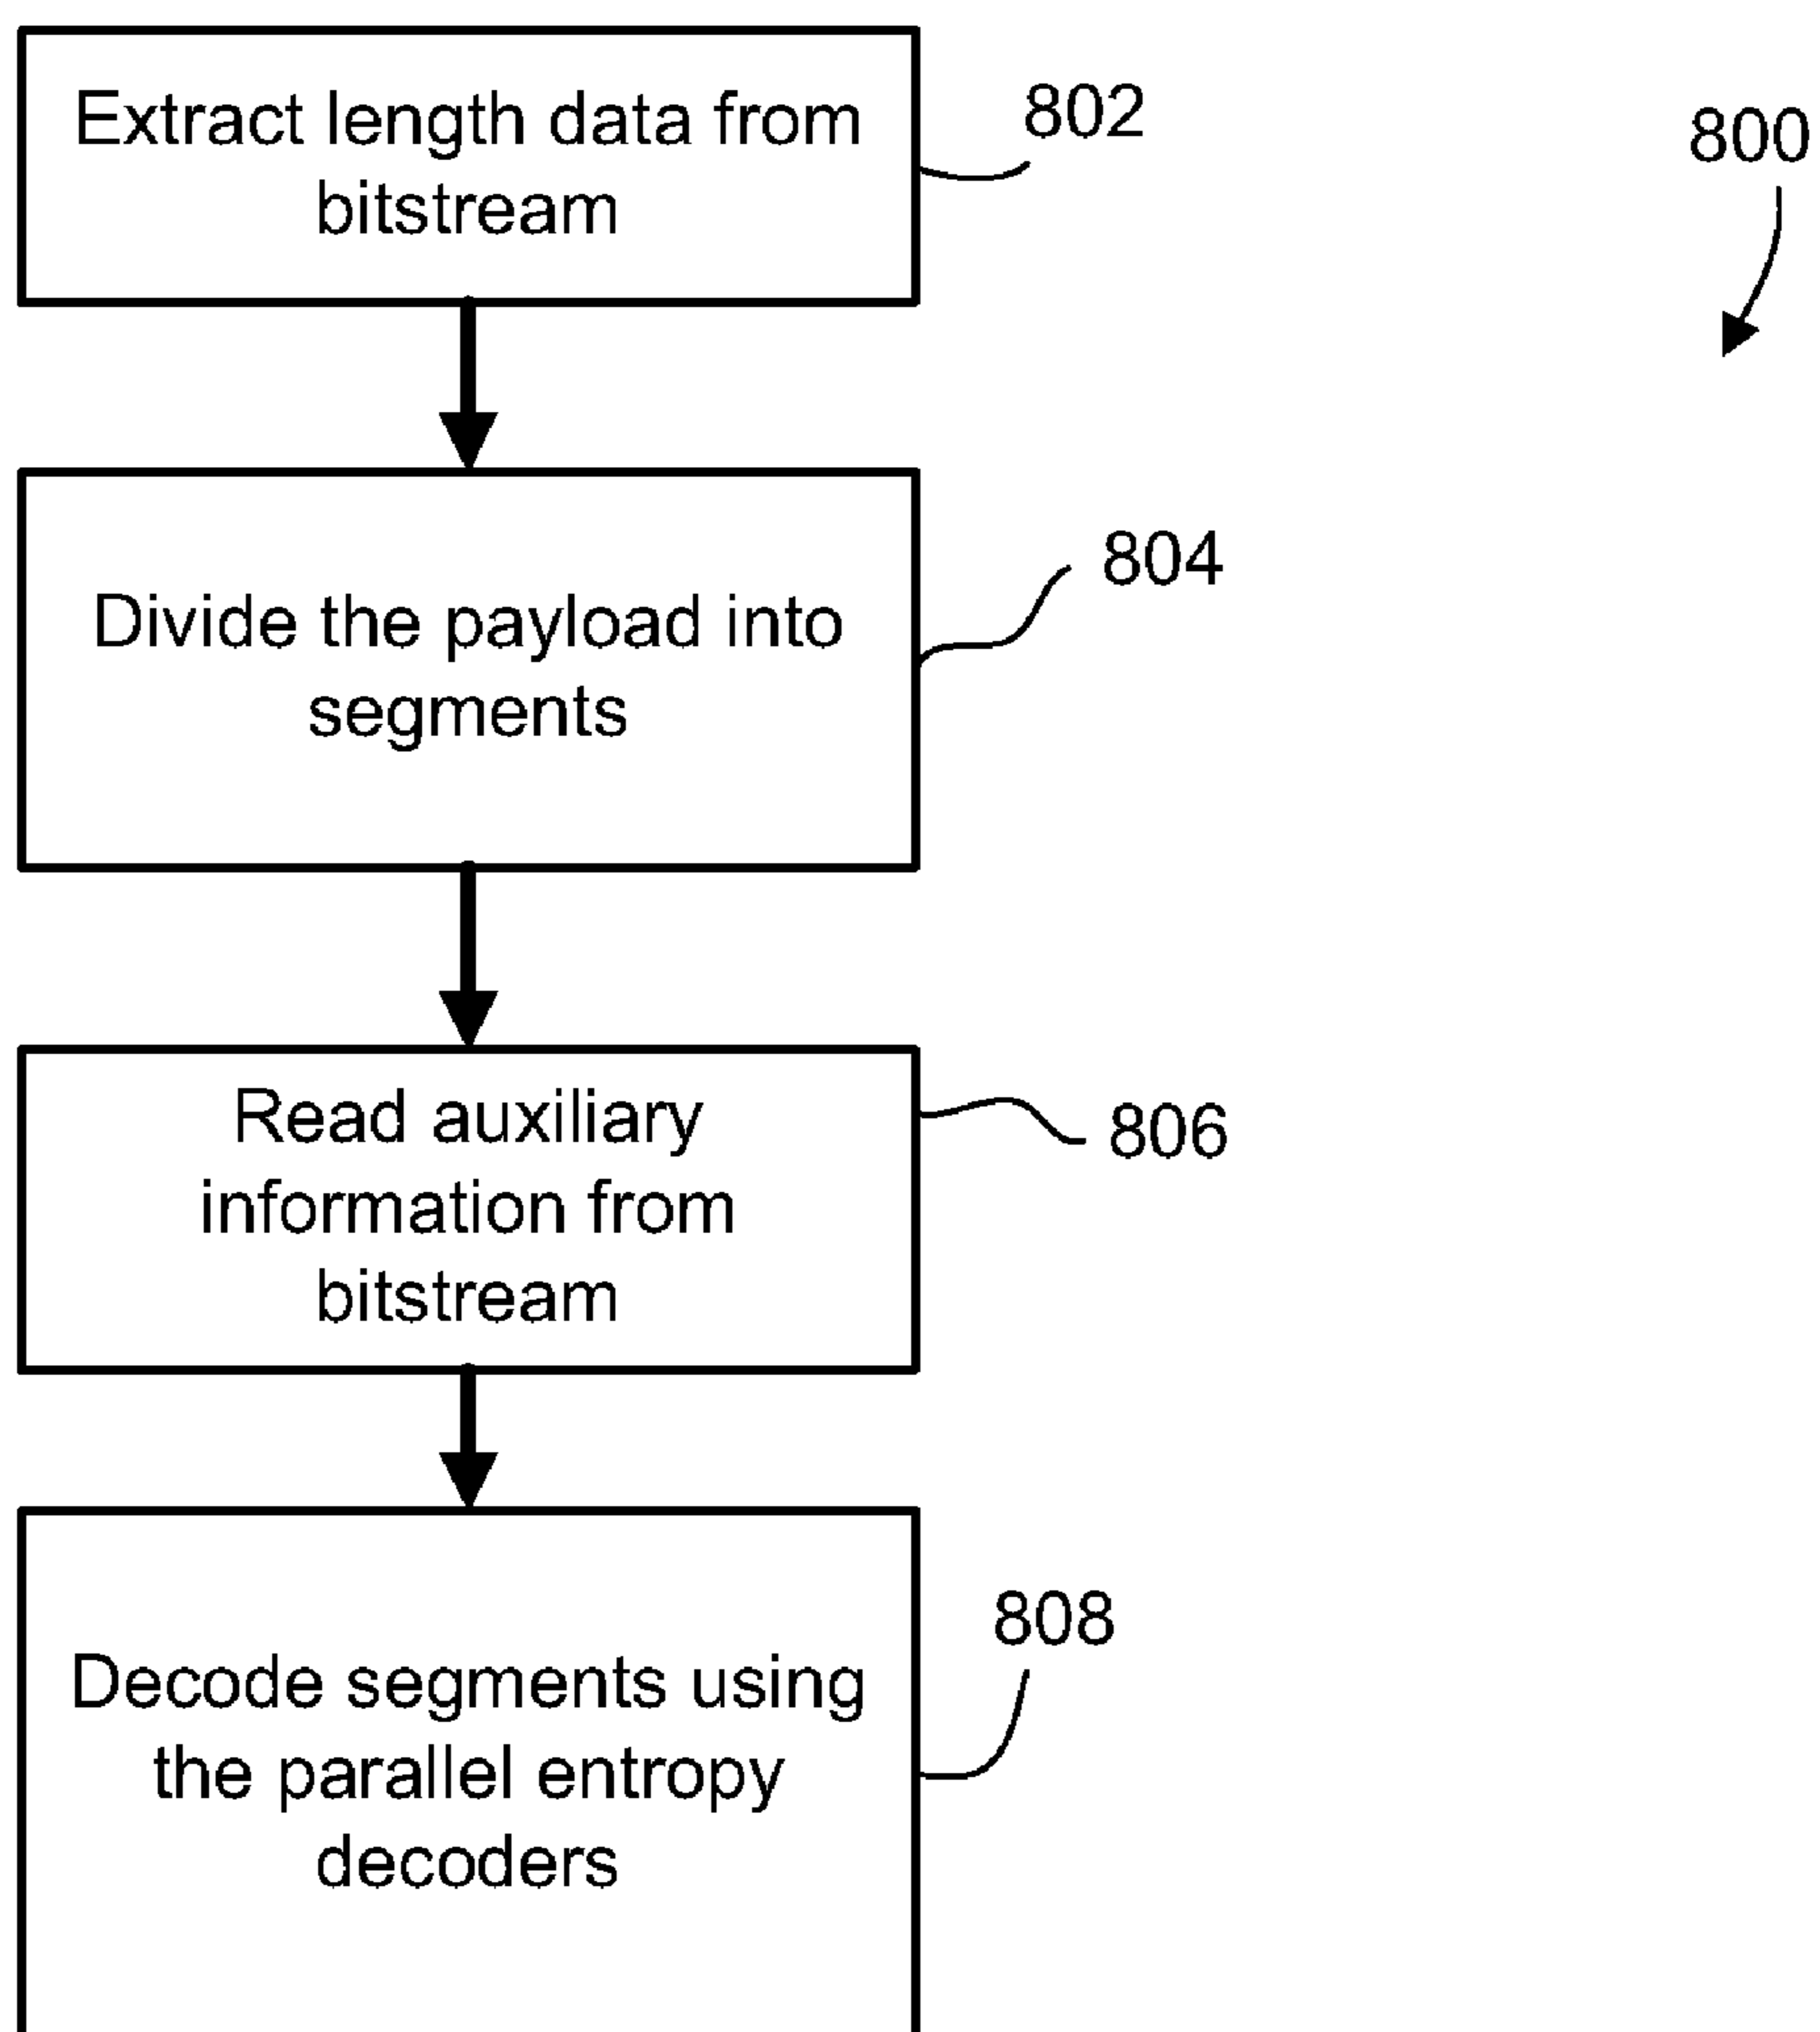 Extract length data from
bitstream
802
800
Divide the payload into
segments
804
Read auxiliary
information from
bitstream
806
Decode segments using
the parallel entropy
decoders
808